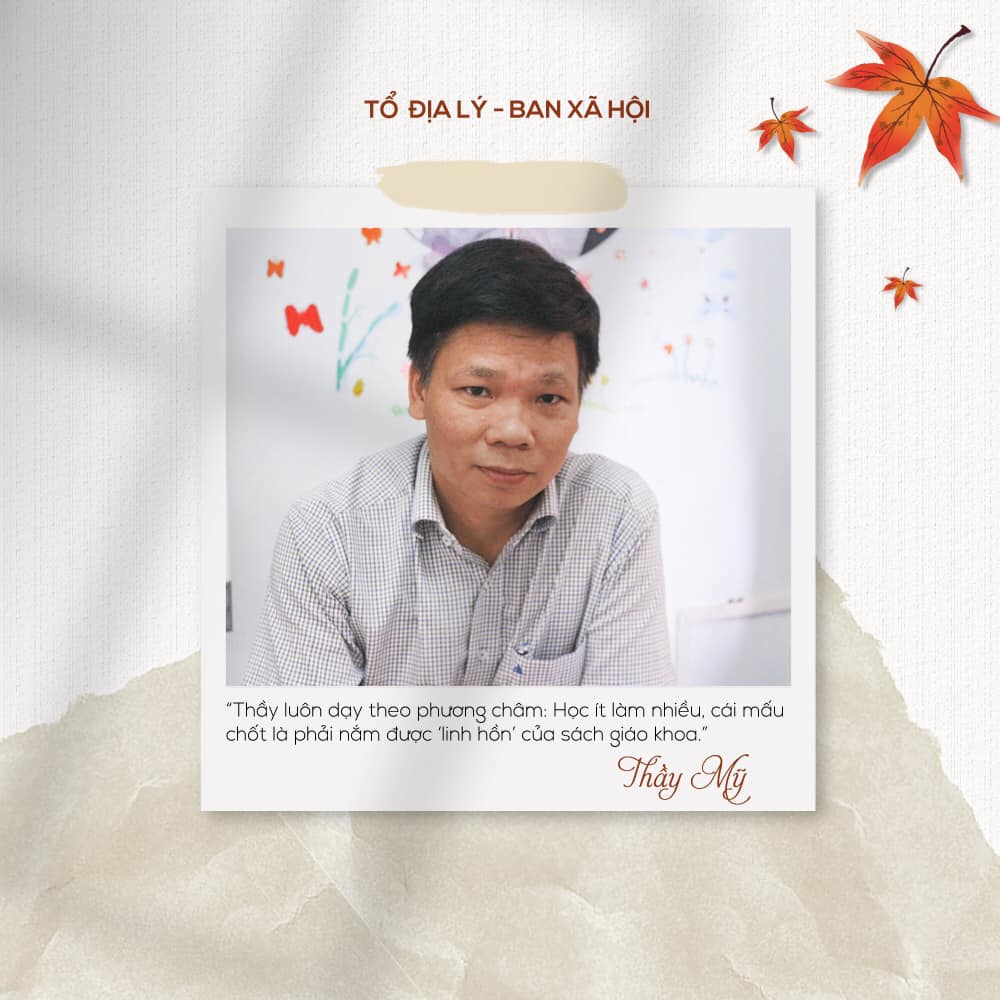 TỔ ĐỊA LÝ - BAN XÃ HỘI
“Thầy luôn dạy theo phương châm: Học ít làm nhiều, cái mấu
chốt là phải nắm được ‘linh hồn’ của sách giáo khoa.”
Thầy Mỹ